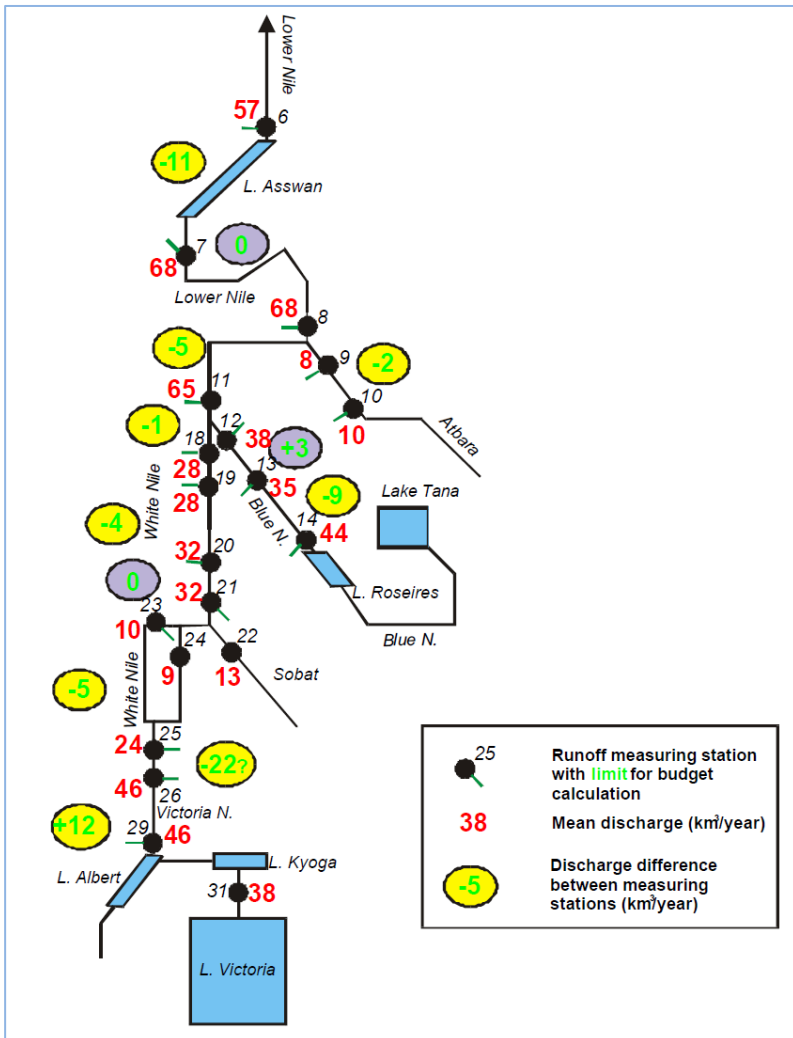 Lower Nile
57
6
-11
L. Asswan
7
0
68
Lower Nile
68
8
-5
8
9
-2
11
65
10
10
Atbara
-1
12
18
38
+3
28
13
35
Lake Tana
19
28
White Nile
Blue N.
-9
14
44
-4
32
20
L. Roseires
0
32
21
23
Blue N.
10
24
22
9
13
Sobat
White Nile
-5
25
24
-22?
46
26
Victoria N.
+12
29
46
L. Albert
L. Kyoga
31
38
L. Victoria
25
Runoff measuring station
with limit for budget
calculation
38
Mean discharge (km³/year)
-5
Discharge difference
between measuring
stations (km³/year)